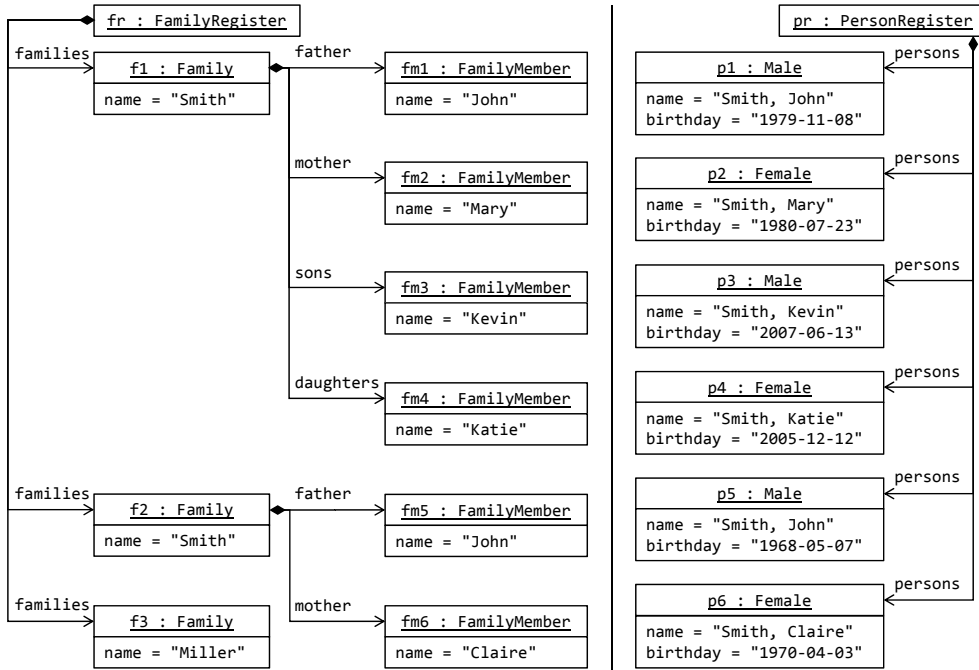 fr : FamilyRegister
families
f1 : Family
name = "Smith"
father
fm1 : FamilyMember
name = "John"
mother
fm2 : FamilyMember
name = "Mary"
sons
fm3 : FamilyMember
name = "Kevin"
daughters
fm4 : FamilyMember
name = "Katie"
families
f2 : Family
name = "Smith"
father
fm5 : FamilyMember
name = "John"
mother
fm6 : FamilyMember
name = "Claire"
families
f3 : Family
name = "Miller"
pr : PersonRegister
persons
p1 : Male
name = "Smith, John"
birthday = "1979-11-08"
persons
p2 : Female
name = "Smith, Mary"
birthday = "1980-07-23"
persons
p3 : Male
name = "Smith, Kevin"
birthday = "2007-06-13"
persons
p4 : Female
name = "Smith, Katie"
birthday = "2005-12-12"
persons
p5 : Male
name = "Smith, John"
birthday = "1968-05-07"
persons
p6 : Female
name = "Smith, Claire"
birthday = "1970-04-03"